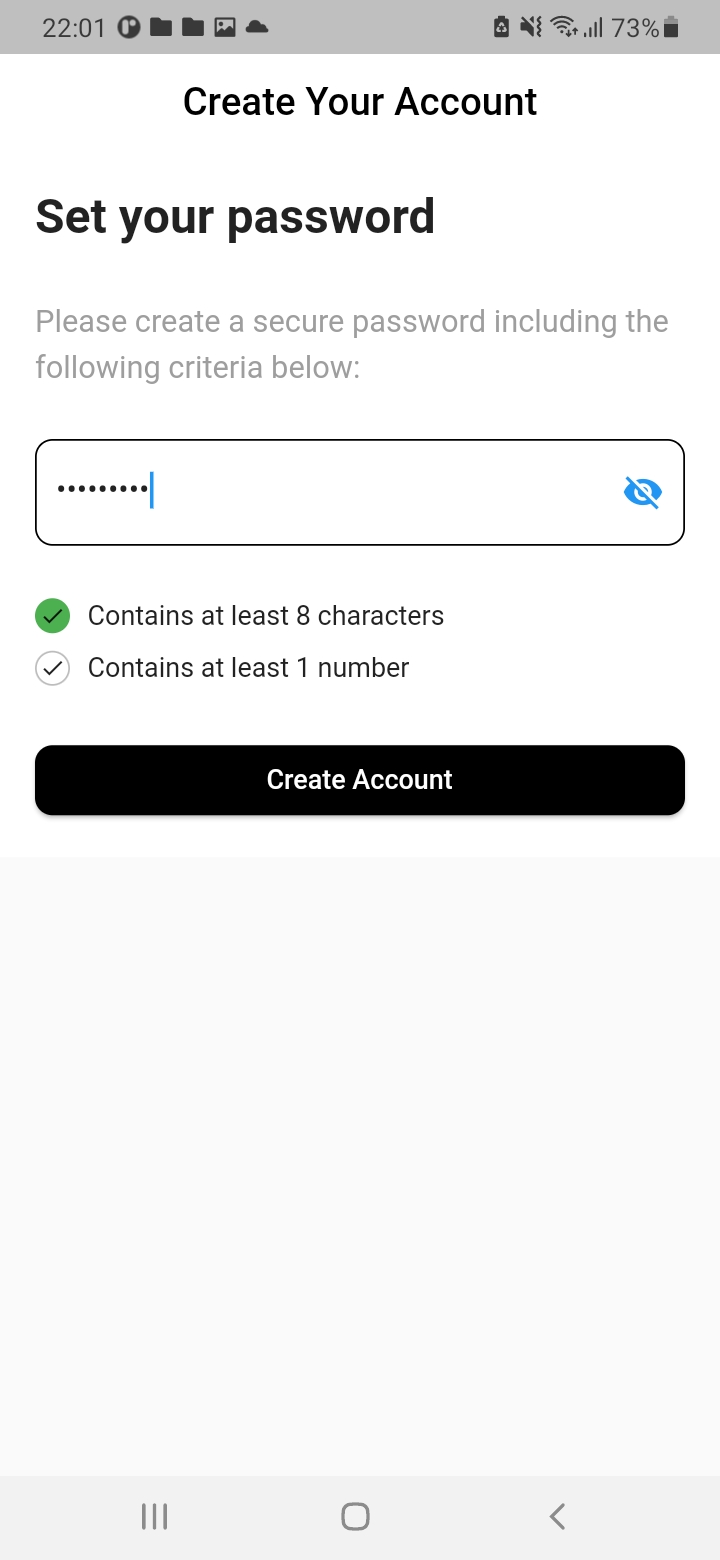 22:01 73%
Create Your Account
Set your password
Please create a secure password including the
following criteria below:
•••••••••
Contains at least 8 characters
Contains at least 1 number
Create Account